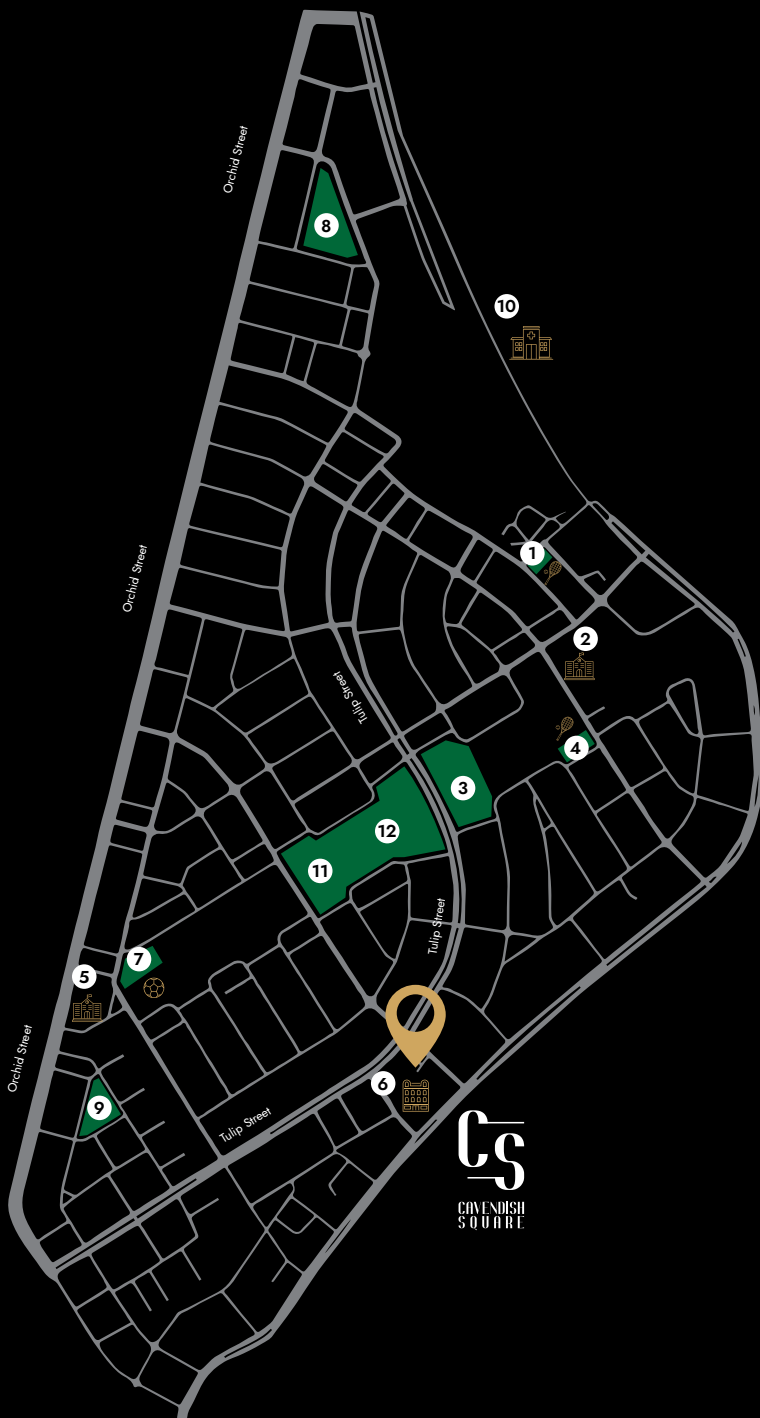 Orchid Street
8
10
Orchid Street
1
2
Tulip Street
4
3
12
11
Tulip Street
7
5
Orchid Street
6
9
Tulip Street
CS
CAVENDISH
SQUARE